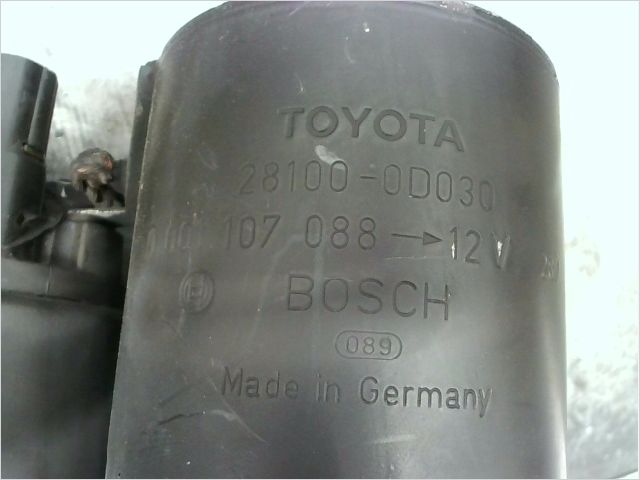 TOYOTA
28100-0D030
107 088 → 12 V
BOSCH
089
Made in Germany